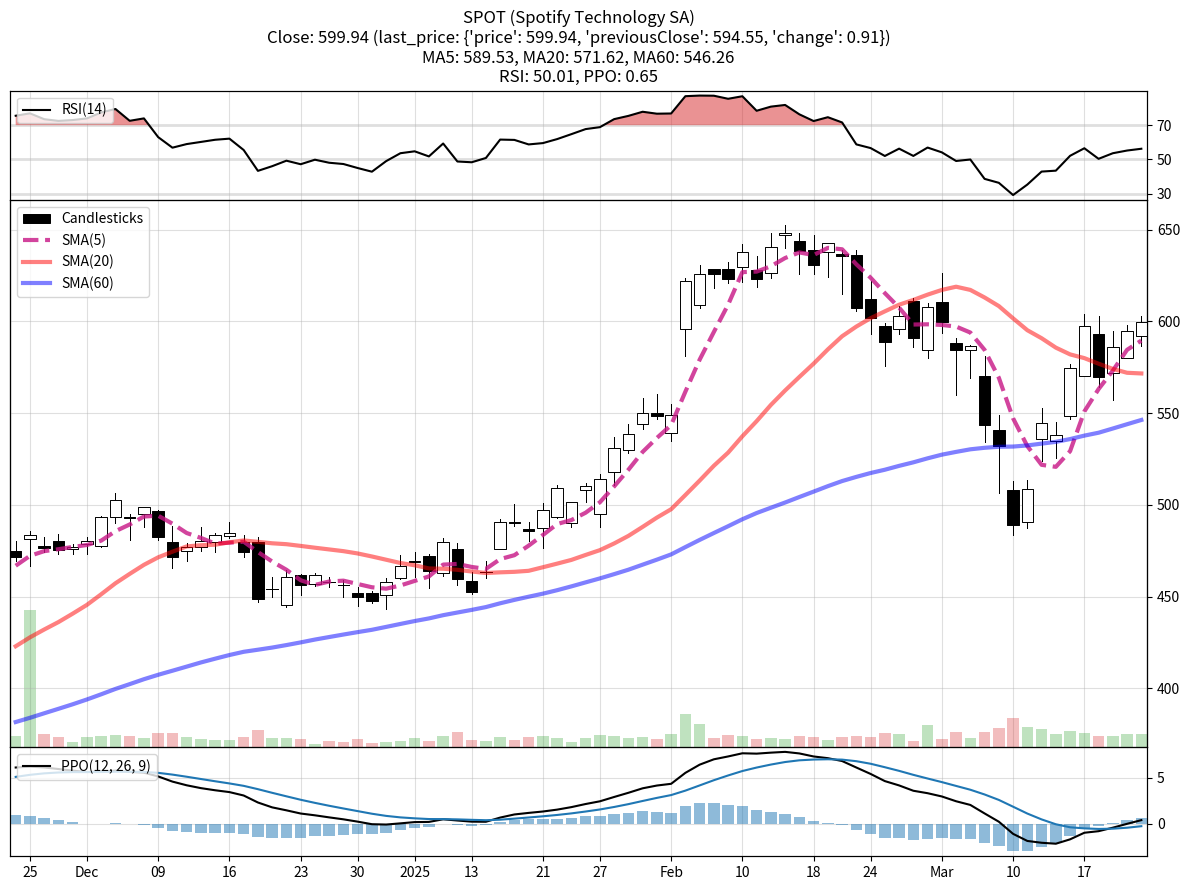 SPOT (Spotify Technology SA)
Close: 599.94 (last_price: {'price': 599.94, 'previousClose': 594.55, 'change': 0.91})
MA5: 589.53, MA20: 571.62, MA60: 546.26
RSI: 50.01, PPO: 0.65
RSI(14)
70
50
30
Candlesticks
SMA(5)
SMA(20)
SMA(60)
650
600
550
500
450
400
PPO(12, 26, 9)
5
0
25 Dec 09 16 23 30 2025 13 21 27 Feb 10 18 24 Mar 10 17